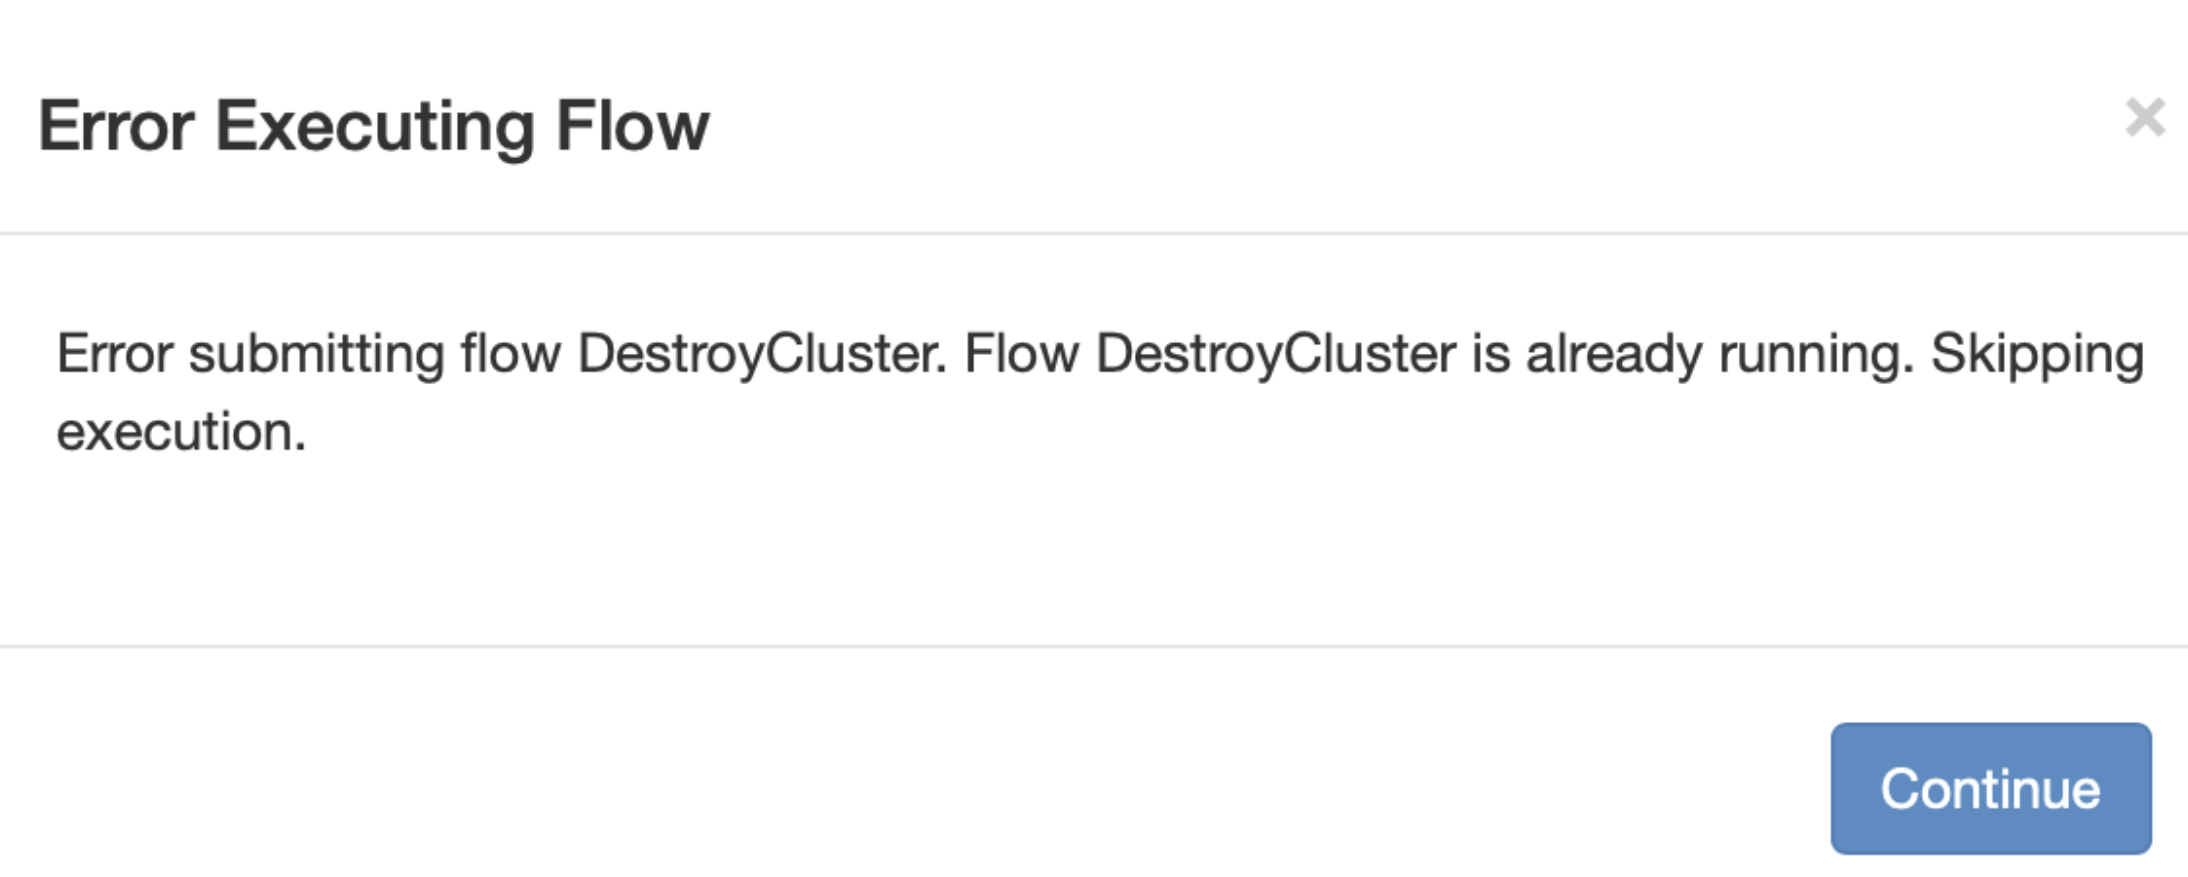 Error Executing Flow
Error submitting flow DestroyCluster. Flow DestroyCluster is already running. Skipping
execution.
Continue